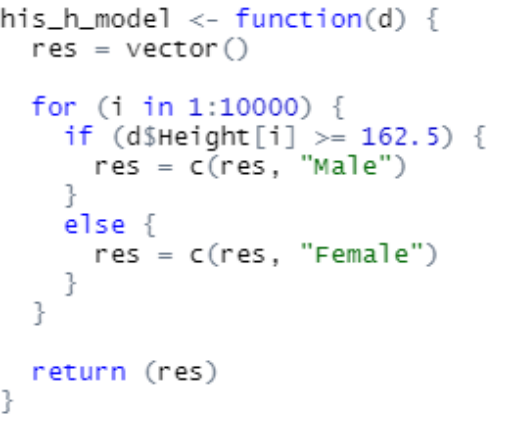 his_h_model <- function(d) {
  res = vector()

  for (i in 1:10000) {
    if (d$Height[i] >= 162.5) {
      res = c(res, "Male")
    }
    else {
      res = c(res, "Female")
    }
  }

  return (res)
}